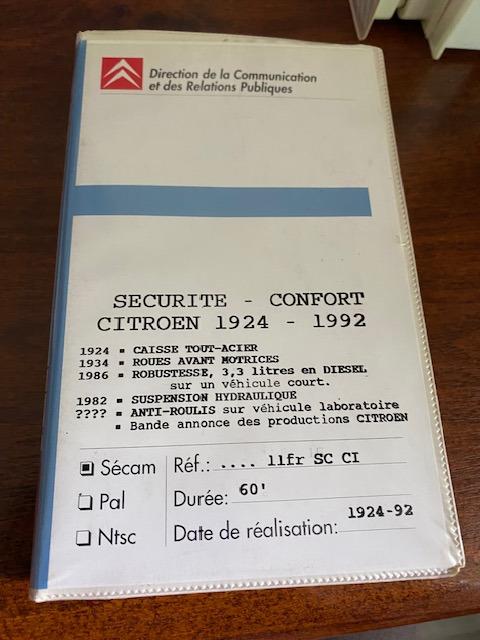 Direction de la Communication
et des Relations Publiques
SECURITE - CONFORT
CITROEN 1924 - 1992
1924 ▪ CAISSE TOUT-ACIER
1934 ▪ ROUES AVANT MOTRICES
1986 ▪ ROBUSTESSE, 3,3 litres en DIESEL
sur un véhicule court.
1982 ▪ SUSPENSION HYDRAULIQUE
???? ▪ ANTI-ROULIS sur véhicule laboratoire
▪ Bande annonce des productions CITROEN
Sécam Réf.: .... 11fr SC CI
Pal Durée: 60'
Ntsc Date de réalisation: 1924-92